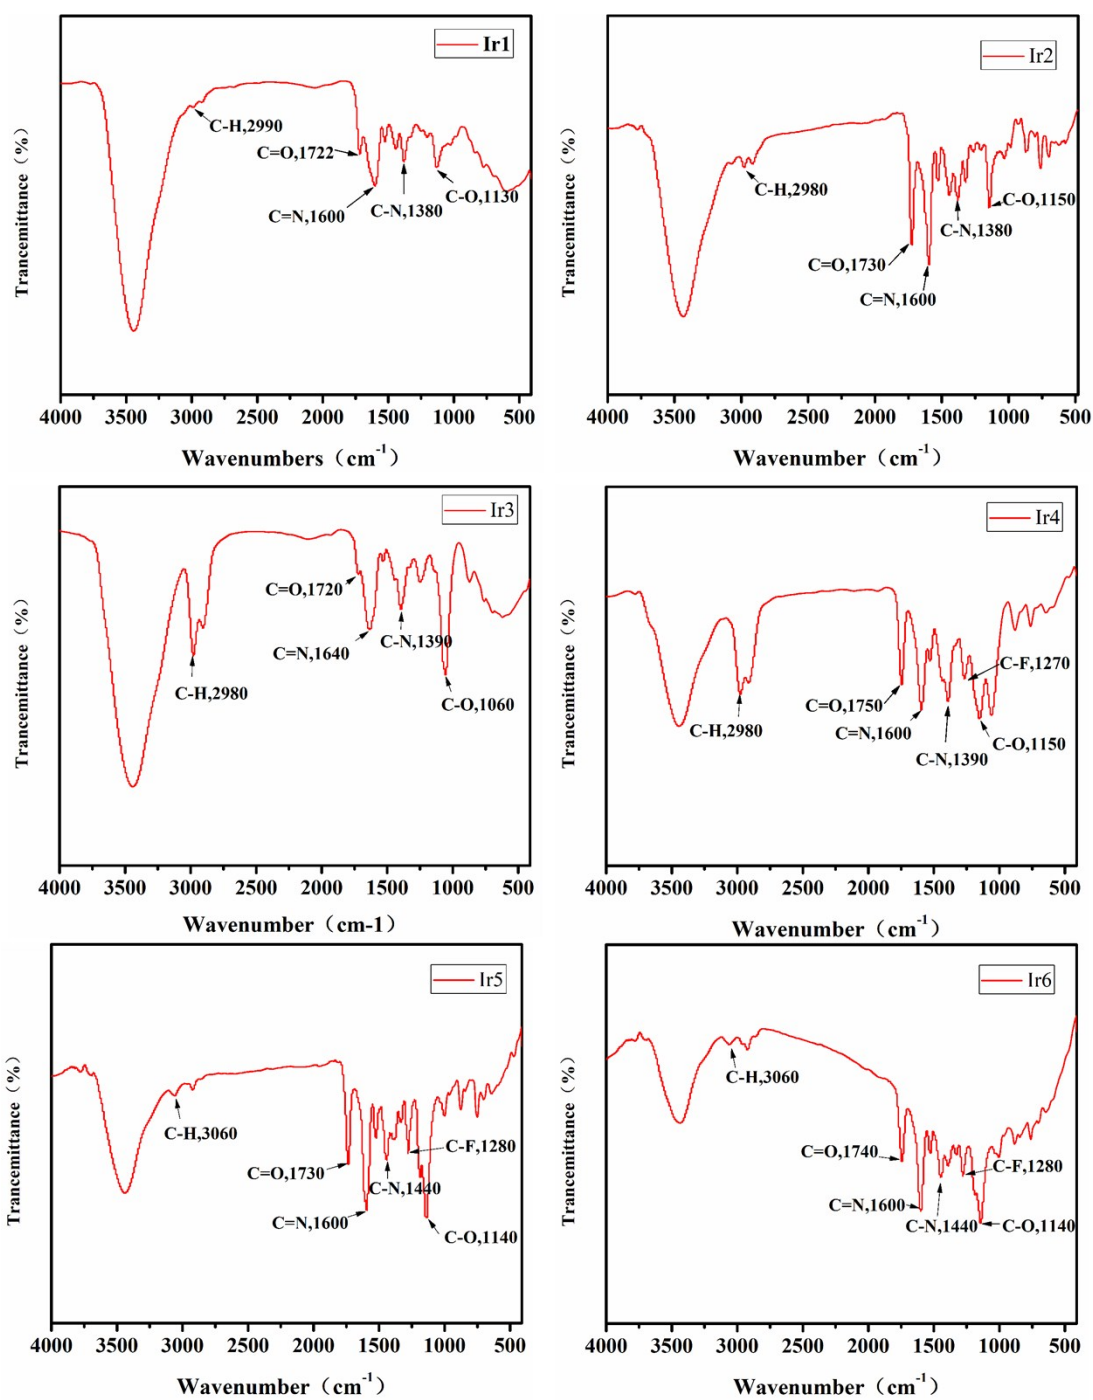 Ir1
Trancemittance (%)
C-H,2990
C=O,1722
C=N,1600
C-N,1380
C-O,1130
4000 3500 3000 2500 2000 1500 1000 500
Wavenumbers (cm-1)
Ir2
Trancemittance (%)
C-H,2980
C-O,1150
C-N,1380
C=O,1730
C=N,1600
4000 3500 3000 2500 2000 1500 1000 500
Wavenumber (cm-1)
Ir3
Trancemittance (%)
C=O,1720
C-N,1390
C=N,1640
C-H,2980
C-O,1060
4000 3500 3000 2500 2000 1500 1000 500
Wavenumber (cm-1)
Ir4
Trancemittance (%)
C-F,1270
C=O,1750
C-H,2980
C=N,1600
C-O,1150
C-N,1390
4000 3500 3000 2500 2000 1500 1000 500
Wavenumber (cm-1)
Ir5
Trancemittance (%)
C-H,3060
C-F,1280
C=O,1730
C-N,1440
C=N,1600
C-O,1140
4000 3500 3000 2500 2000 1500 1000 500
Wavenumber (cm-1)
Ir6
Trancemittance (%)
C-H,3060
C=O,1740
C-F,1280
C=N,1600
C-N,1440
C-O,1140
4000 3500 3000 2500 2000 1500 1000 500
Wavenumber (cm-1)